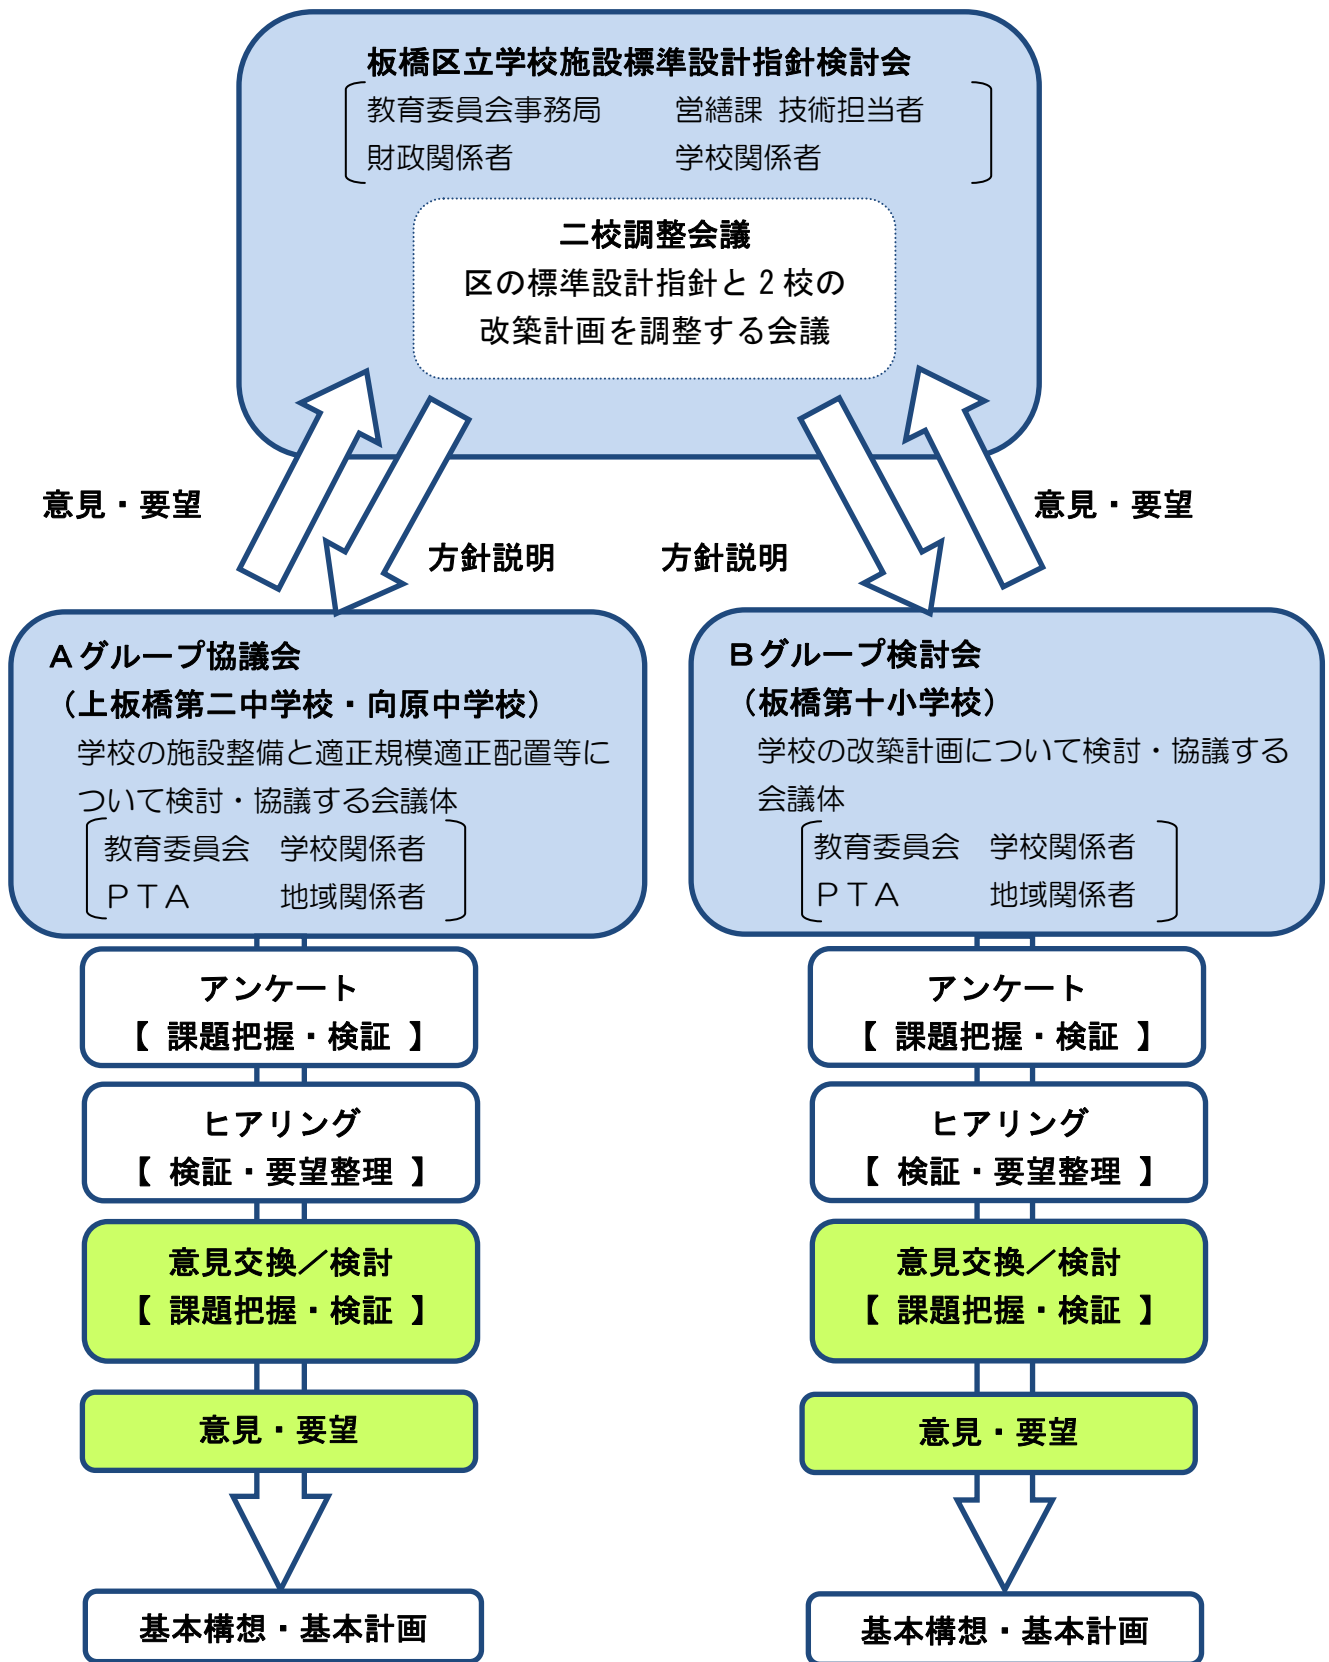 板橋区立学校施設標準設計指針検討会
教育委員会事務局　営繕課 技術担当者
財政関係者　学校関係者
二校調整会議
区の標準設計指針と２校の
改築計画を調整する会議
意見・要望
方針説明
方針説明
意見・要望
Ａグループ協議会
（上板橋第二中学校・向原中学校）
学校の施設整備と適正規模適正配置等に
ついて検討・協議する会議体
教育委員会　学校関係者
ＰＴＡ　地域関係者
アンケート
【 課題把握・検証 】
ヒアリング
【 検証・要望整理 】
意見交換／検討
【 課題把握・検証 】
意見・要望
基本構想・基本計画
Ｂグループ検討会
（板橋第十小学校）
学校の改築計画について検討・協議する
会議体
教育委員会　学校関係者
ＰＴＡ　地域関係者
アンケート
【 課題把握・検証 】
ヒアリング
【 検証・要望整理 】
意見交換／検討
【 課題把握・検証 】
意見・要望
基本構想・基本計画